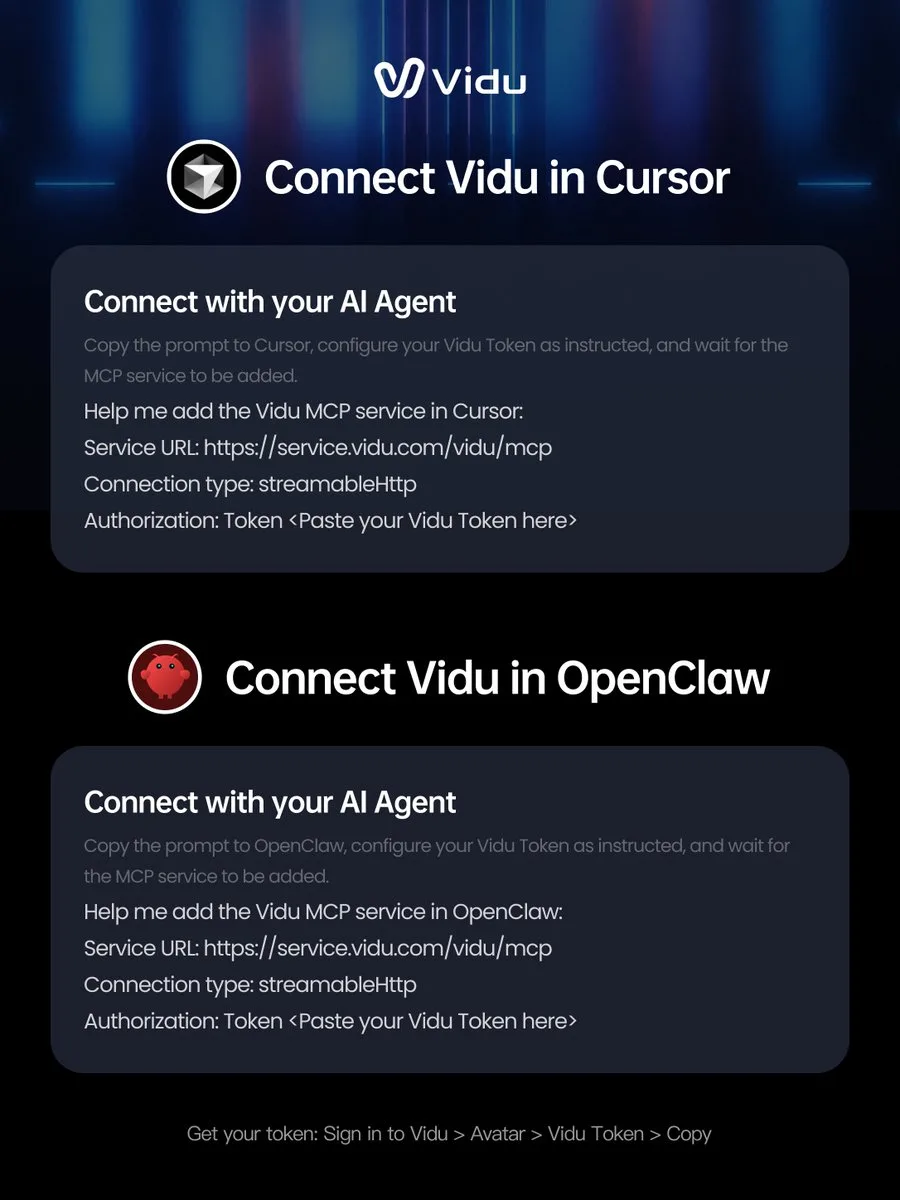 Vidu
Connect Vidu in Cursor
Connect with your AI Agent
Copy the prompt to Cursor, configure your Vidu Token as instructed, and wait for the
MCP service to be added.
Help me add the Vidu MCP service in Cursor:
Service URL: https://service.vidu.com/vidu/mcp
Connection type: streamableHttp
Authorization: Token <Paste your Vidu Token here>
Connect Vidu in OpenClaw
Connect with your AI Agent
Copy the prompt to OpenClaw, configure your Vidu Token as instructed, and wait for
the MCP service to be added.
Help me add the Vidu MCP service in OpenClaw:
Service URL: https://service.vidu.com/vidu/mcp
Connection type: streamableHttp
Authorization: Token <Paste your Vidu Token here>
Get your token: Sign in to Vidu > Avatar > Vidu Token > Copy